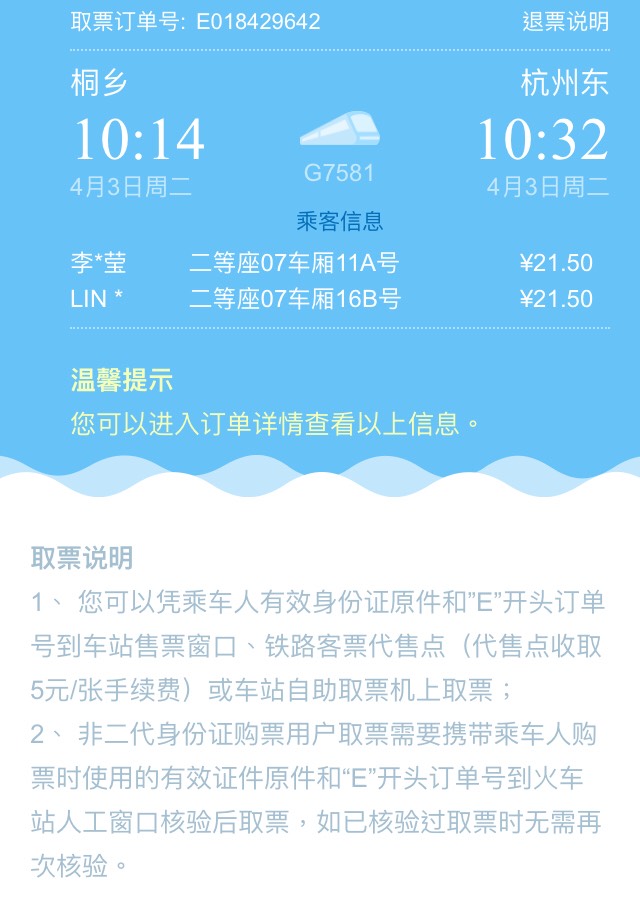 取票订单号: E018429642 退票说明
桐乡 杭州东
10:14 10:32
G7581
4月3日周二 4月3日周二
乘客信息
李*莹 二等座07车厢11A号 ¥21.50
LIN * 二等座07车厢16B号 ¥21.50
温馨提示
您可以进入订单详情查看以上信息。
取票说明
1、 您可以凭乘车人有效身份证原件和”E”开头订单
号到车站售票窗口、铁路客票代售点（代售点收取
5元/张手续费）或车站自助取票机上取票；
2、 非二代身份证购票用户取票需要携带乘车人购
票时使用的有效证件原件和“E”开头订单号到火车
站人工窗口核验后取票，如已核验过取票时无需再
次核验。